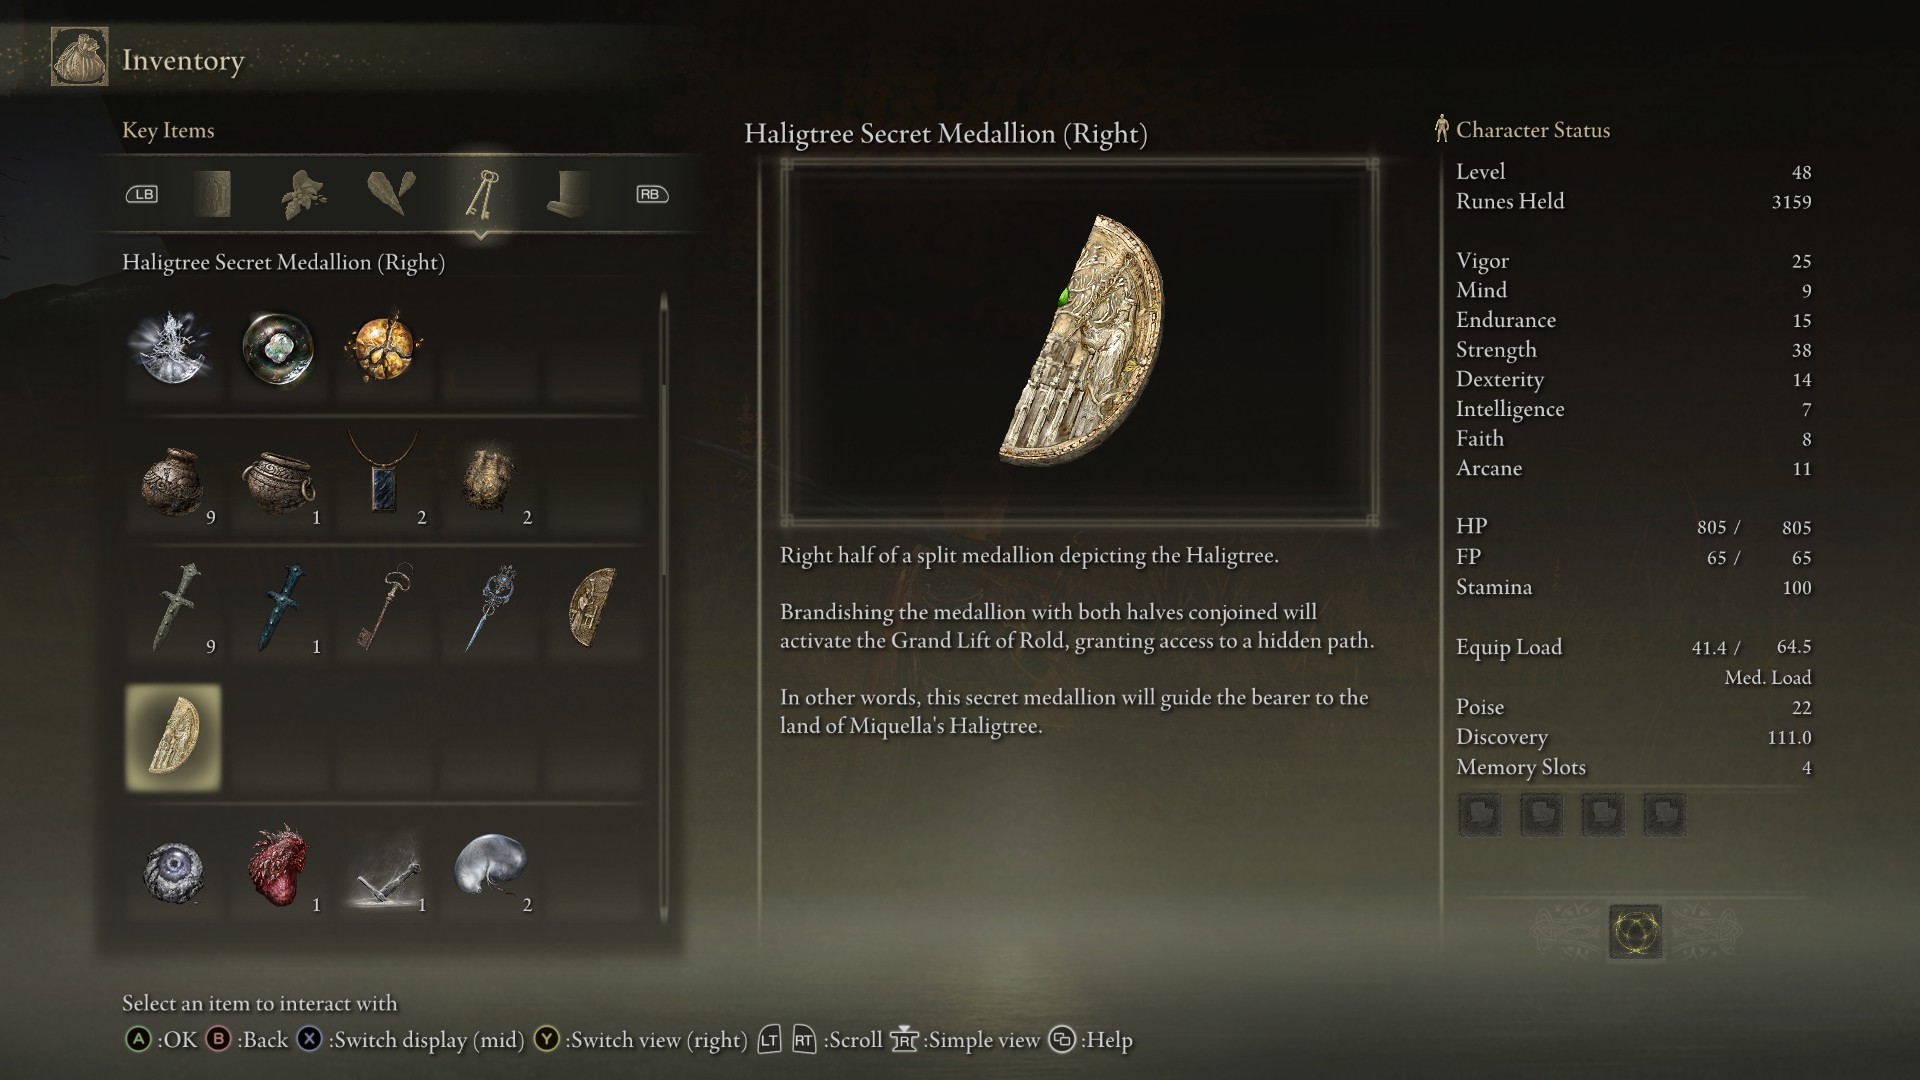 Inventory
Key Items
LB
RB
Haligtree Secret Medallion (Right)
9
1
2
2
9
1
1
1
2
Haligtree Secret Medallion (Right)
Right half of a split medallion depicting the Haligtree.
Brandishing the medallion with both halves conjoined will
activate the Grand Lift of Rold, granting access to a hidden path.
In other words, this secret medallion will guide the bearer to the
land of Miquella's Haligtree.
Character Status
Level 48
Runes Held 3159
Vigor 25
Mind 9
Endurance 15
Strength 38
Dexterity 14
Intelligence 7
Faith 8
Arcane 11
HP 805 / 805
FP 65 / 65
Stamina 100
Equip Load 41.4 / 64.5
Med. Load
Poise 22
Discovery 111.0
Memory Slots 4
Select an item to interact with
A :OK B :Back X :Switch display (mid) Y :Switch view (right) LT RT :Scroll R :Simple view :Help